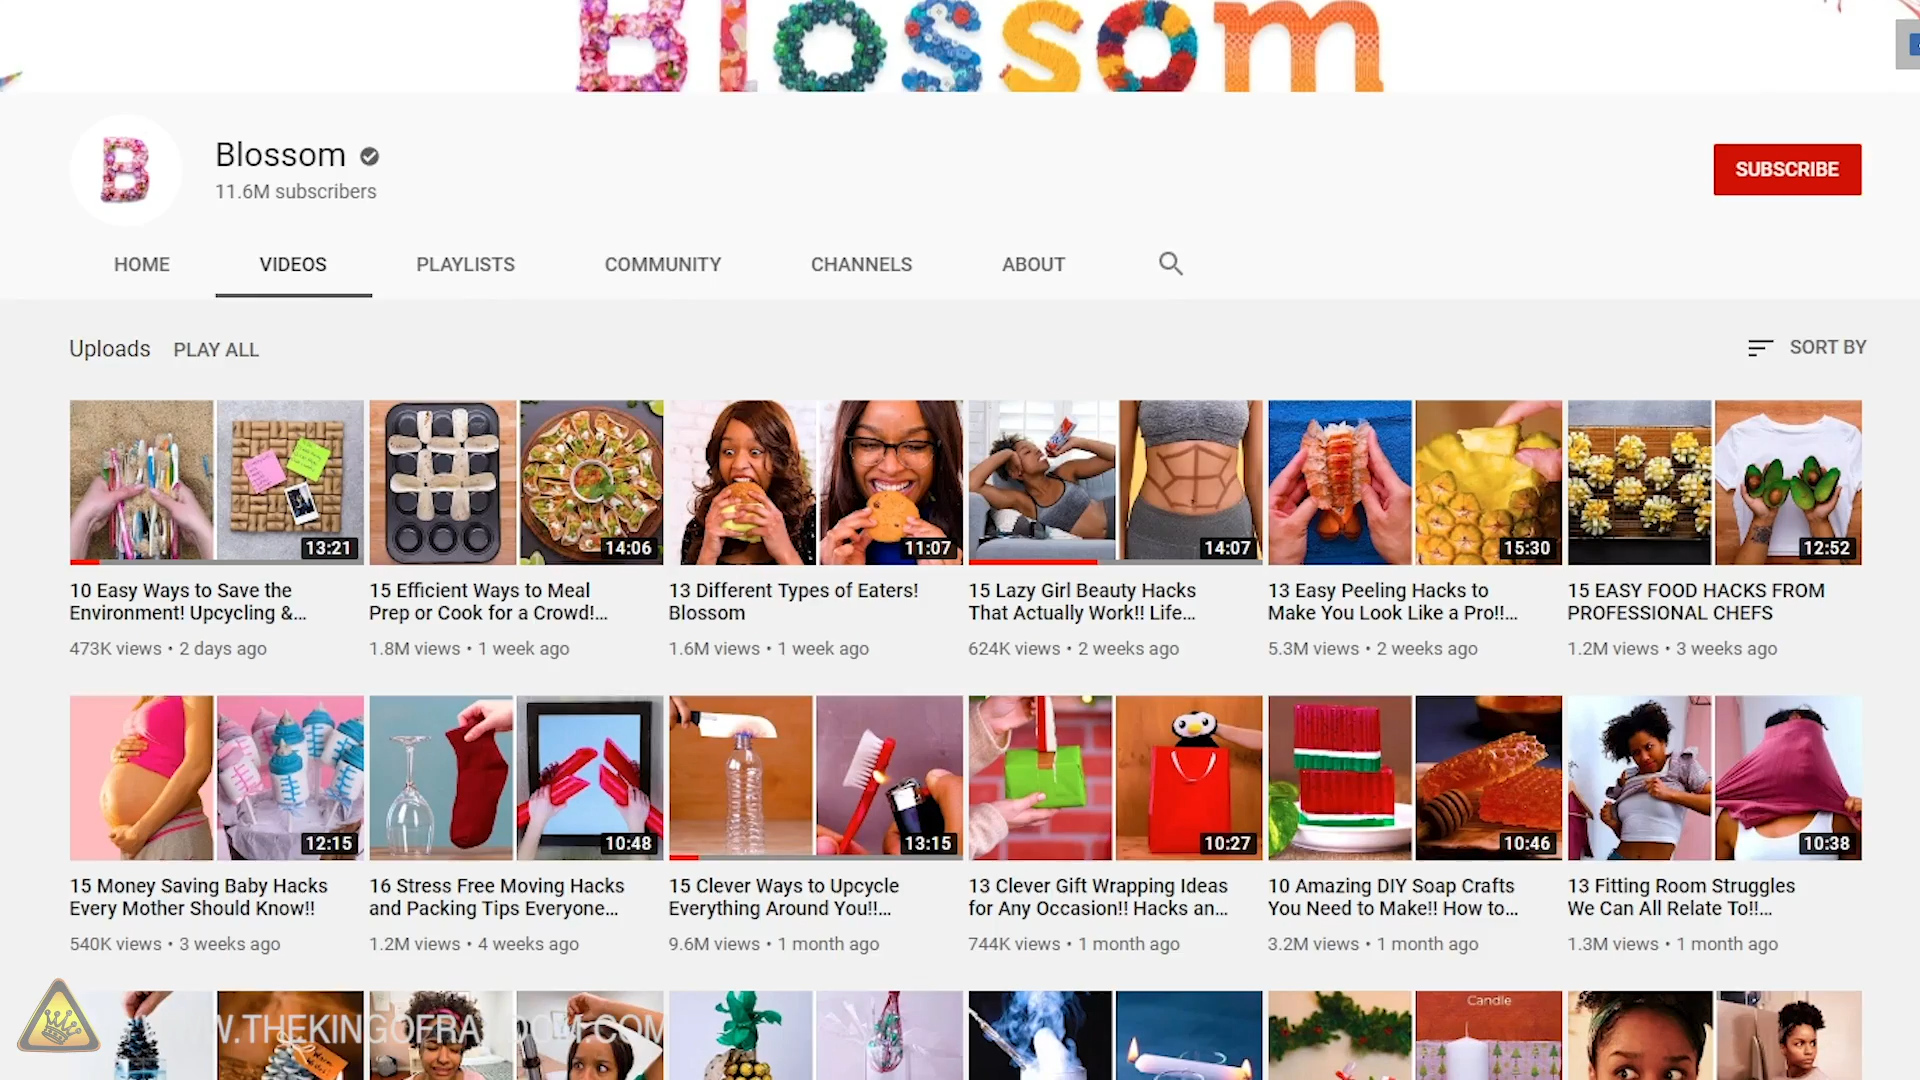 Blossom
B
Blossom
11.6M subscribers
SUBSCRIBE
HOME
VIDEOS
PLAYLISTS
COMMUNITY
CHANNELS
ABOUT
Uploads
PLAY ALL
SORT BY
13:21
14:06
11:07
14:07
15:30
12:52
10 Easy Ways to Save the
Environment! Upcycling &...
473K views • 2 days ago
15 Efficient Ways to Meal
Prep or Cook for a Crowd!...
1.8M views • 1 week ago
13 Different Types of Eaters!
Blossom
1.6M views • 1 week ago
15 Lazy Girl Beauty Hacks
That Actually Work!! Life...
624K views • 2 weeks ago
13 Easy Peeling Hacks to
Make You Look Like a Pro!!...
5.3M views • 2 weeks ago
15 EASY FOOD HACKS FROM
PROFESSIONAL CHEFS
1.2M views • 3 weeks ago
12:15
10:48
13:15
10:27
10:46
10:38
15 Money Saving Baby Hacks
Every Mother Should Know!!
540K views • 3 weeks ago
16 Stress Free Moving Hacks
and Packing Tips Everyone...
1.2M views • 4 weeks ago
15 Clever Ways to Upcycle
Everything Around You!!...
9.6M views • 1 month ago
13 Clever Gift Wrapping Ideas
for Any Occasion!! Hacks an...
744K views • 1 month ago
10 Amazing DIY Soap Crafts
You Need to Make!! How to...
3.2M views • 1 month ago
13 Fitting Room Struggles
We Can All Relate To!!...
1.3M views • 1 month ago
Candle
WWW.THEKINGOFRANDOM.COM